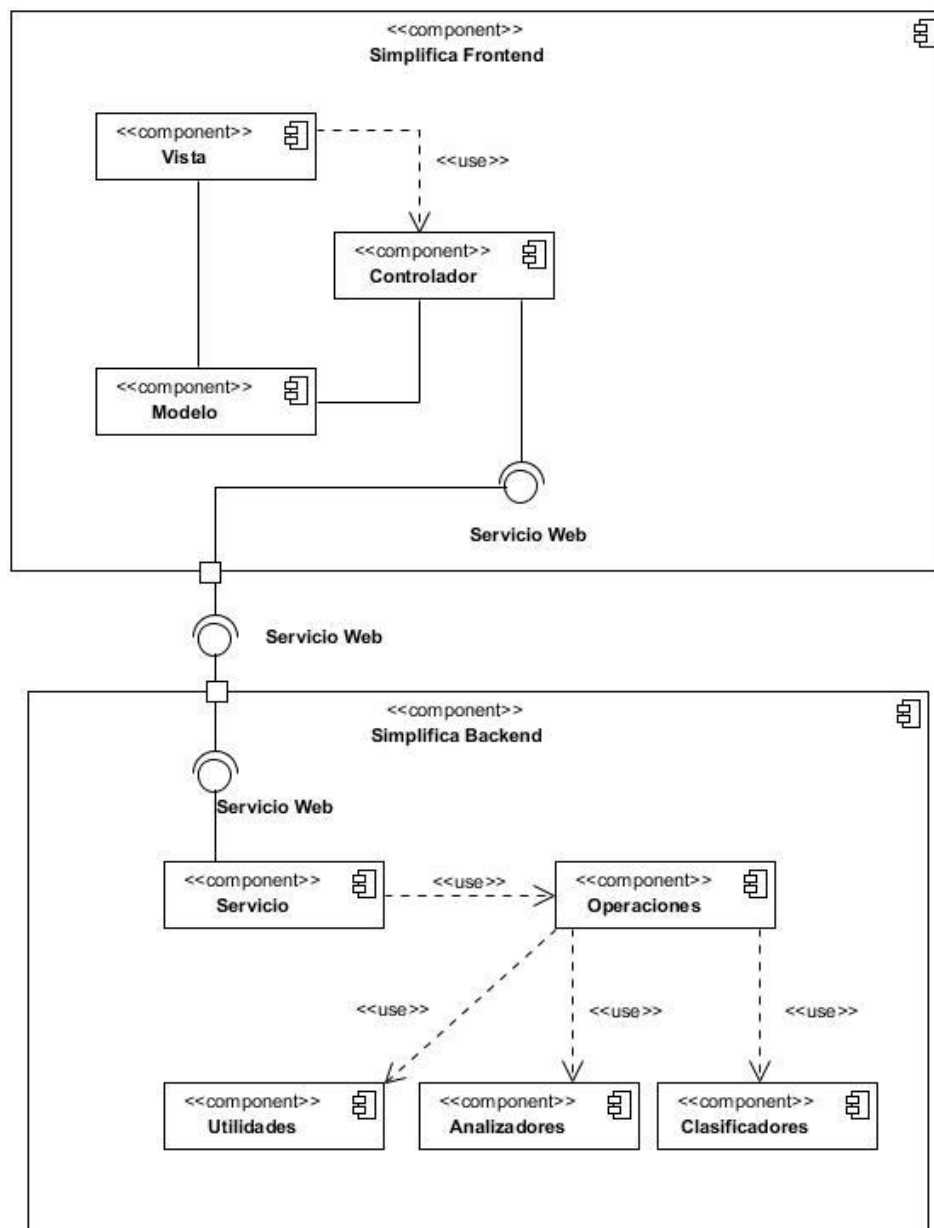 <<component>>
Simplifica Frontend
<<component>>
Vista
<<use>>
<<component>>
Controlador
<<component>>
Modelo
Servicio Web
Servicio Web
<<component>>
Simplifica Backend
Servicio Web
<<component>>
Servicio
<<use>>
<<component>>
Operaciones
<<use>>
<<use>>
<<use>>
<<component>>
Utilidades
<<component>>
Analizadores
<<component>>
Clasificadores